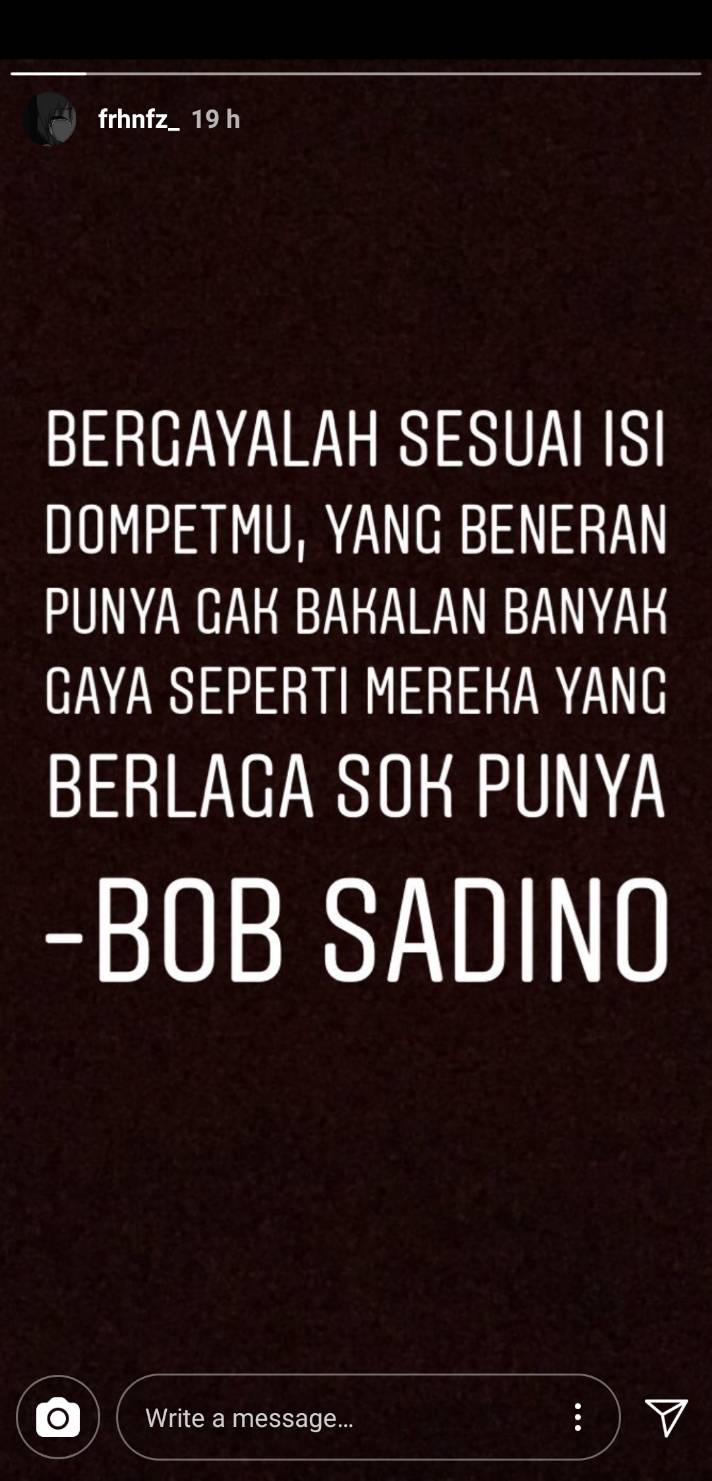 frhnfz_ 19 h
BERGAYALAH SESUAI ISI
DOMPETMU, YANG BENERAN
PUNYA GAK BAKALAN BANYAK
GAYA SEPERTI MEREKA YANG
BERLAGA SOK PUNYA
-BOB SADINO
Write a message...